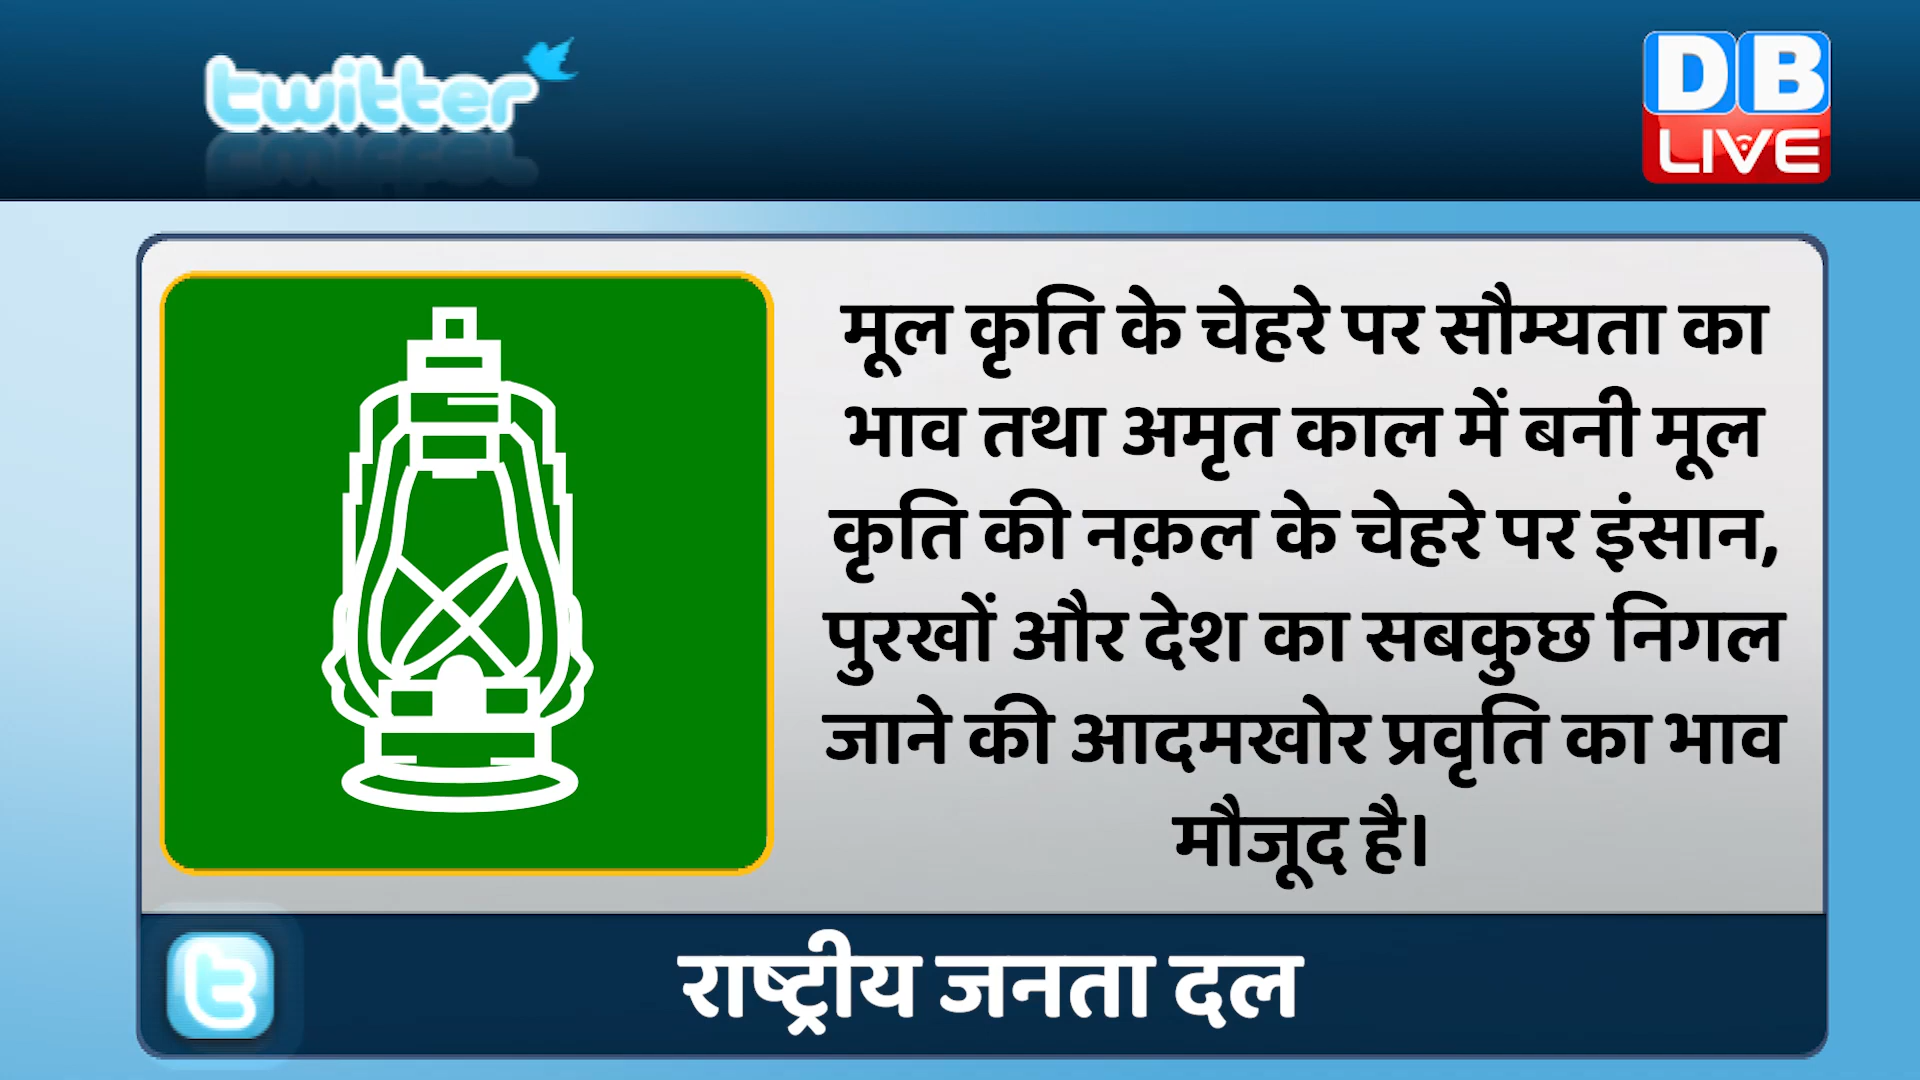 twitter
DB
LIVE
मूल कृति के चेहरे पर सौम्यता का
भाव तथा अमृत काल में बनी मूल
कृति की नक़ल के चेहरे पर इंसान,
पुरखों और देश का सबकुछ निगल
जाने की आदमखोर प्रवृति का भाव
मौजूद है।
t
राष्ट्रीय जनता दल